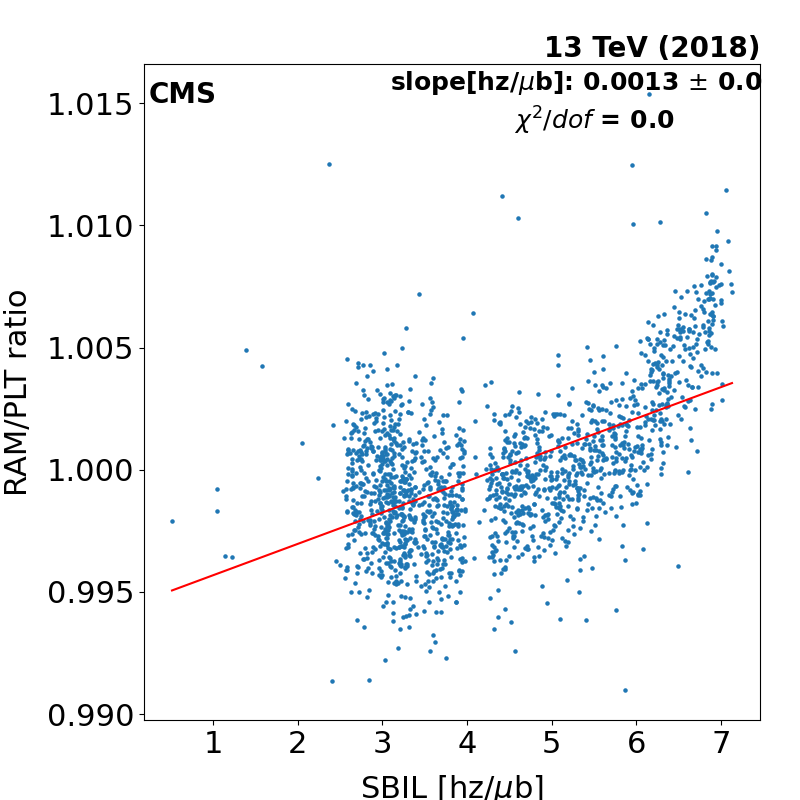 13 TeV (2018)
CMS
slope[hz/μb]: 0.0013 ± 0.0
χ²/dof = 0.0
RAM/PLT ratio
1.015
1.010
1.005
1.000
0.995
0.990
1 2 3 4 5 6 7
SBIL [hz/μb]